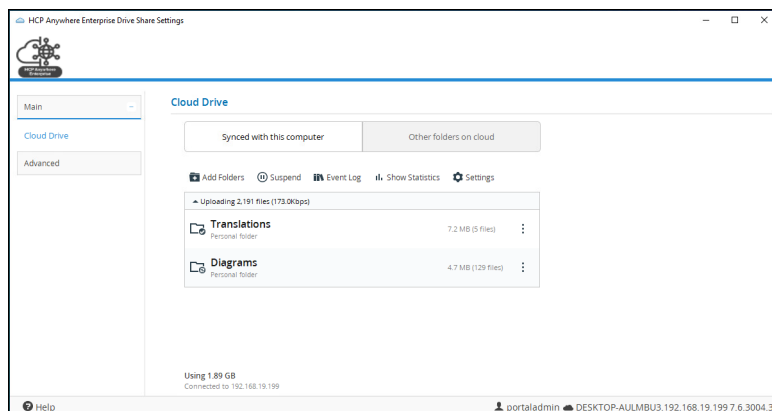 HCP Anywhere Enterprise Drive Share Settings
HCP Anywhere
Enterprise
Main
Cloud Drive
Advanced
Cloud Drive
Synced with this computer
Other folders on cloud
Add Folders
Suspend
Event Log
Show Statistics
Settings
Uploading 2,191 files (173.0Kbps)
Translations
Personal folder
7.2 MB (5 files)
Diagrams
Personal folder
4.7 MB (129 files)
Using 1.89 GB
Connected to 192.168.19.199
Help
portaladmin
DESKTOP-AULMBU3.192.168.19.199 7.6.3004.3